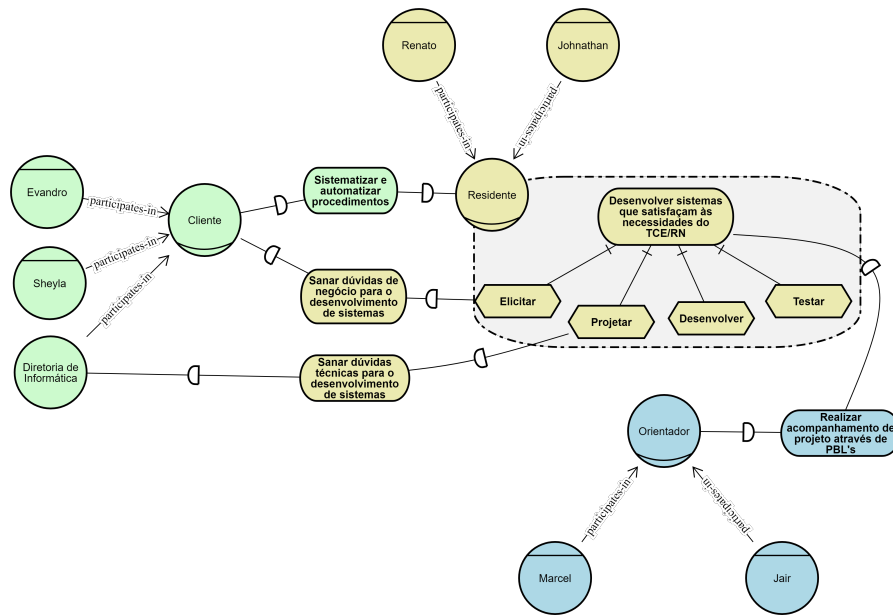 Renato
Johnathan
participates-in
participates-in
Evandro
participates-in
Cliente
Sistematizar e
automatizar
procedimentos
Residente
Desenvolver sistemas
que satisfaçam às
necessidades do
TCE/RN
Sheyla
participates-in
participates-in
Sanar dúvidas de
negócio para o
desenvolvimento
de sistemas
Elicitar
Projetar
Desenvolver
Testar
Diretoria de
Informática
Sanar dúvidas
técnicas para o
desenvolvimento
de sistemas
Orientador
Realizar
acompanhamento de
projeto através de
PBL's
participates-in
participates-in
Marcel
Jair